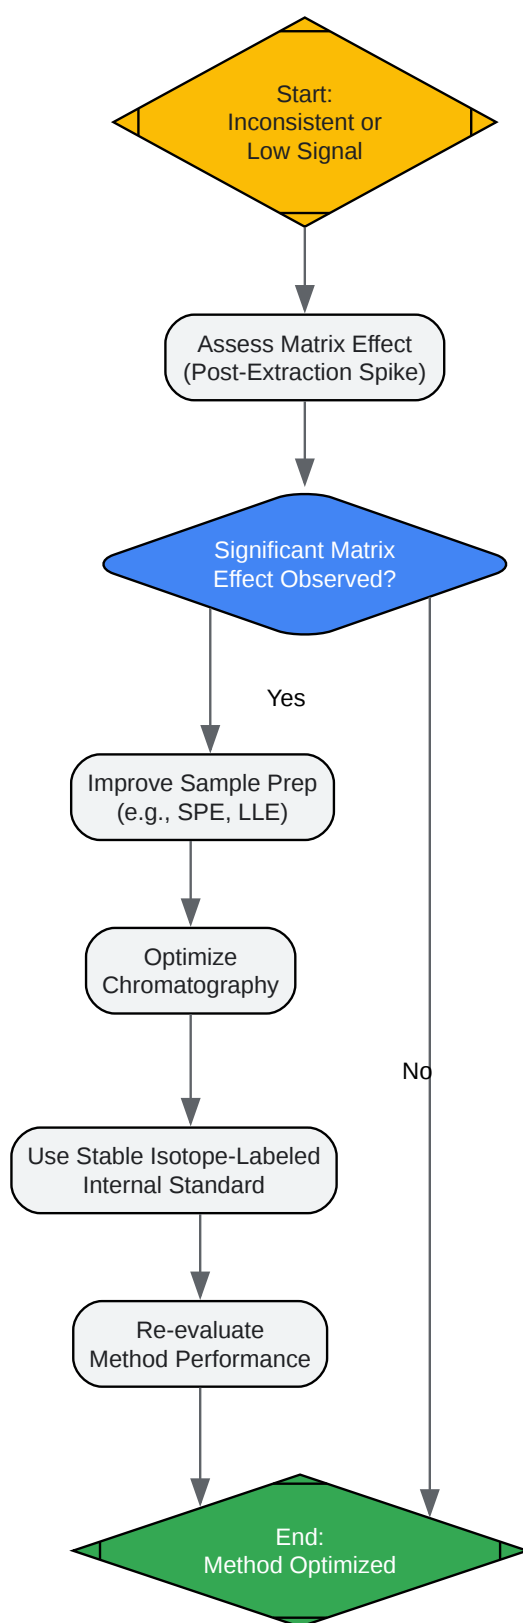 Start:
Inconsistent or
Low Signal
Assess Matrix Effect
(Post-Extraction Spike)
Significant Matrix
Effect Observed?
Yes
Improve Sample Prep
(e.g., SPE, LLE)
Optimize
Chromatography
No
Use Stable Isotope-Labeled
Internal Standard
Re-evaluate
Method Performance
End:
Method Optimized